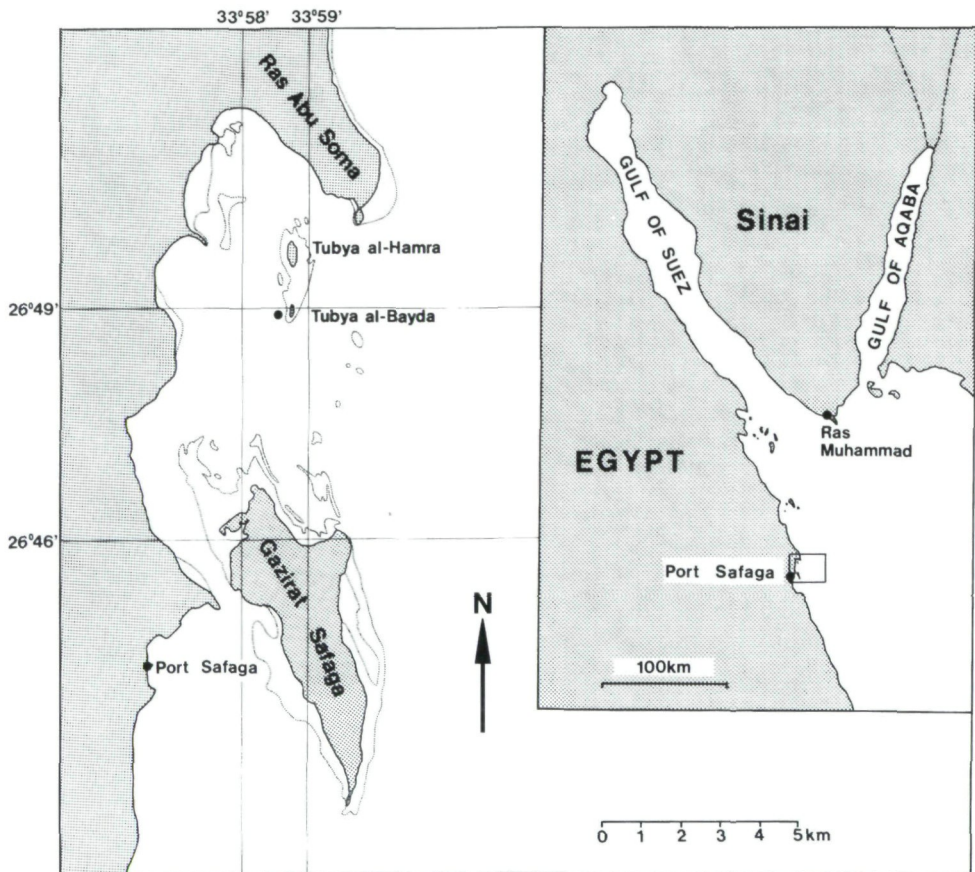 33°58' 33°59'
Ras Abu Soma
Tubya al-Hamra
26°49'
Tubya al-Bayda
26°46'
Gazirat
Safaga
Port Safaga
N
0 1 2 3 4 5km
GULF OF SUEZ
Sinai
GULF OF AQABA
Ras
Muhammad
EGYPT
Port Safaga
100km